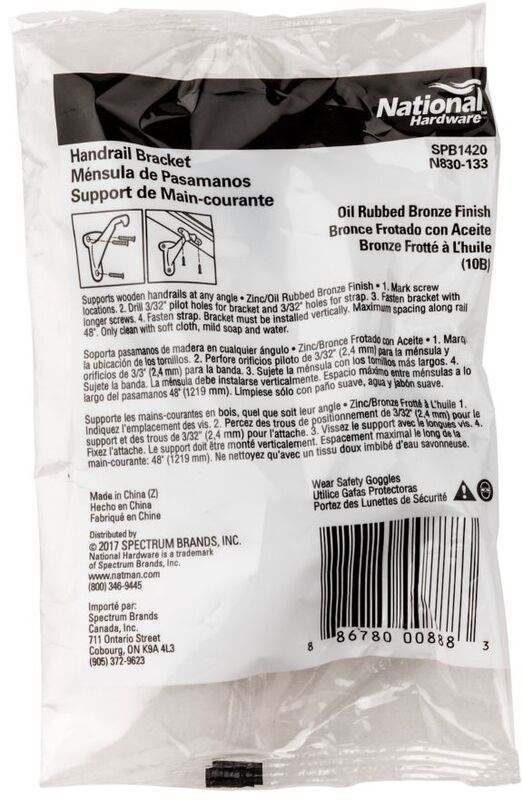 National
Hardware™
SPB1420
N830-133
Handrail Bracket
Ménsula de Pasamanos
Support de Main-courante
Oil Rubbed Bronze Finish
Bronce Frotado con Aceite
Bronze Frotté à L'huile
(10B)
Supports wooden handrails at any angle • Zinc/Oil Rubbed Bronze Finish • 1. Mark screw
locations. 2. Drill 3/32" pilot holes for bracket and 3/32" holes for strap. 3. Fasten bracket with
longer screws. 4. Fasten strap. Bracket must be installed vertically. Maximum spacing along rail
48". Only clean with soft cloth, mild soap and water.
Soporta pasamanos de madera en cualquier ángulo • Zinc/Bronce Frotado con Aceite • 1. Marq
la ubicación de los tornillos. 2. Perfore orificios piloto de 3/32" (2,4 mm) para la ménsula y
orificios de 3/3" (2,4 mm) para la banda. 3. Sujete la ménsula con los tornillos más largos. 4.
Sujete la banda. La ménsula debe instalarse verticalmente. Espacio máximo entre ménsulas a lo
largo del pasamanos 48" (1219 mm). Límpiese sólo con paño suave, agua y jabón suave.
Supporte les mains-courantes en bois, quel que soit leur angle • Zinc/Bronze Frotté à L'huile 1.
Indiquez l'emplacement des vis. 2. Percez des trous de positionnement de 3/32" (2,4 mm) pour le
support et des trous de 3/32" (2,4 mm) pour l'attache. 3. Vissez le support avec le longues vis. 4.
Fixez l'attache. Le support doit être monté verticalement. Espacement maximal le long de la
main-courante: 48" (1219 mm). Ne nettoyez qu'avec un tissu doux imbibé d'eau savonneuse.
Wear Safety Goggles
Utilice Gafas Protectoras
Portez des Lunettes de Sécurité
Made in China (Z)
Hecho en China
Fabriqué en Chine
Distributed by
© 2017 SPECTRUM BRANDS, INC.
National Hardware is a trademark
of Spectrum Brands, Inc.
www.natman.com
(800) 346-9445
Importé par:
Spectrum Brands
Canada, Inc.
711 Ontario Street
Cobourg, ON K9A 4L3
(905) 372-9623
8 86780 00888 3